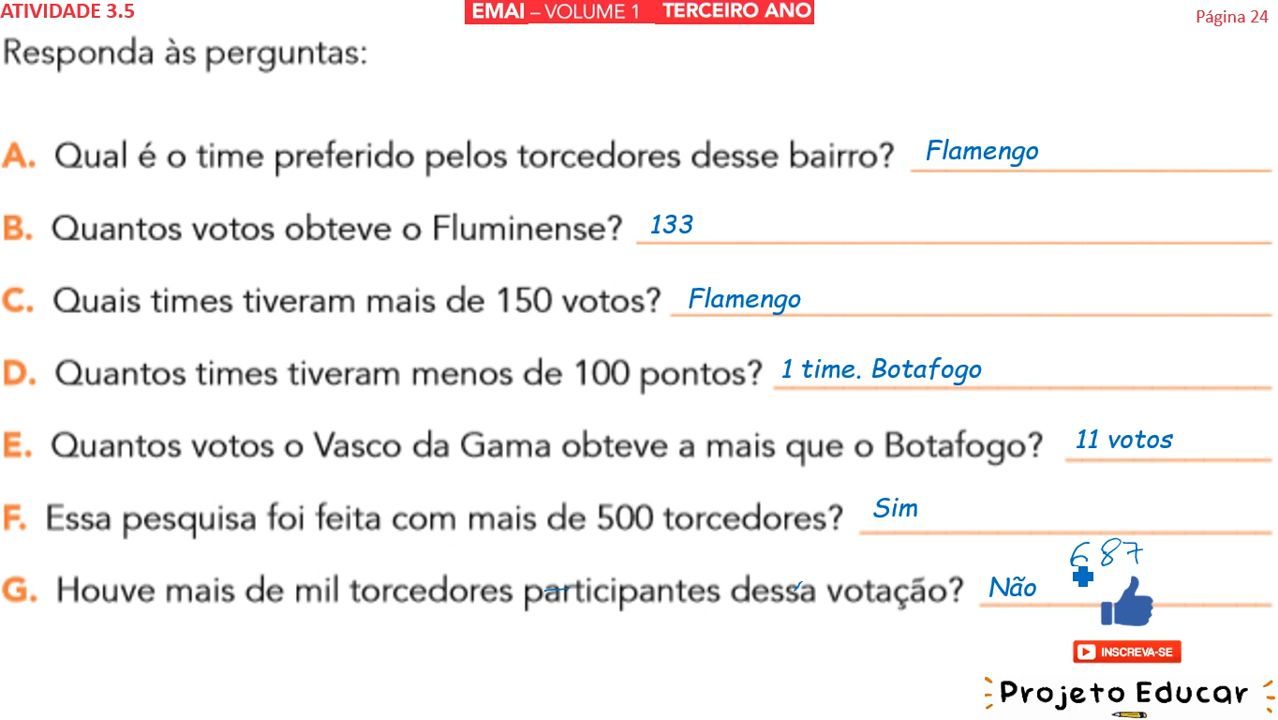 ATIVIDADE 3.5
EMAI – VOLUME 1 TERCEIRO ANO
Página 24
Responda às perguntas:
A. Qual é o time preferido pelos torcedores desse bairro? Flamengo
B. Quantos votos obteve o Fluminense? 133
C. Quais times tiveram mais de 150 votos? Flamengo
D. Quantos times tiveram menos de 100 pontos? 1 time. Botafogo
E. Quantos votos o Vasco da Gama obteve a mais que o Botafogo? 11 votos
F. Essa pesquisa foi feita com mais de 500 torcedores? Sim
687
G. Houve mais de mil torcedores participantes dessa votação? Não
INSCREVA-SE
Projeto Educar